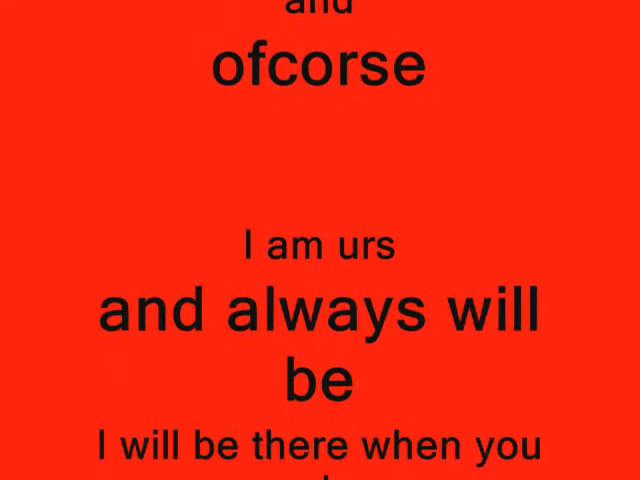 and
ofcorse
I am urs
and always will
be
I will be there when you